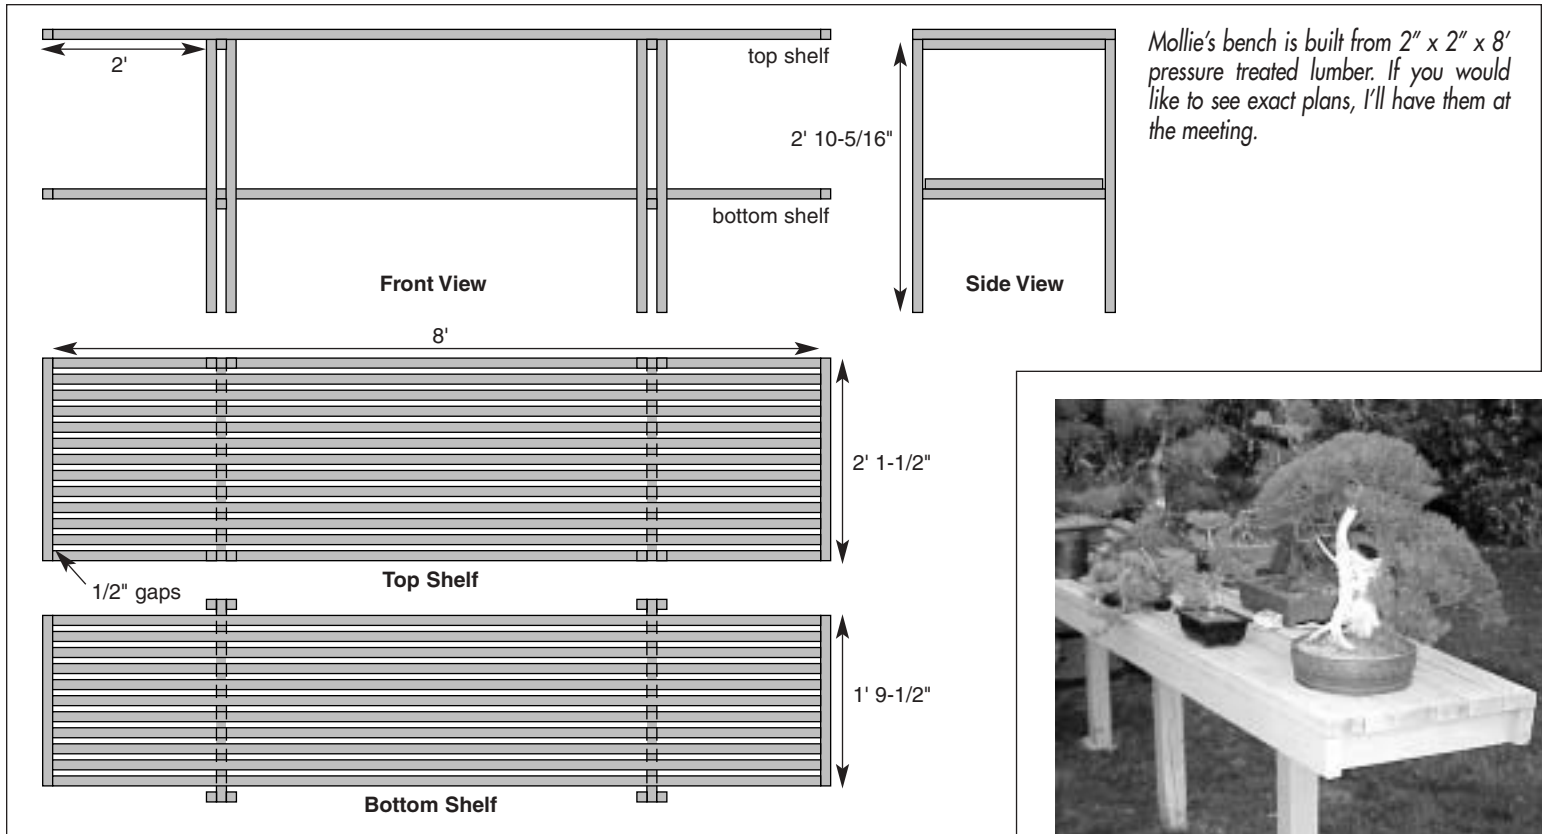 2'
top shelf
bottom shelf
Front View
2' 10-5/16"
Side View
Mollie's bench is built from 2" x 2" x 8'
pressure treated lumber. If you would
like to see exact plans, I'll have them at
the meeting.
8'
2' 1-1/2"
1/2" gaps
Top Shelf
1' 9-1/2"
Bottom Shelf